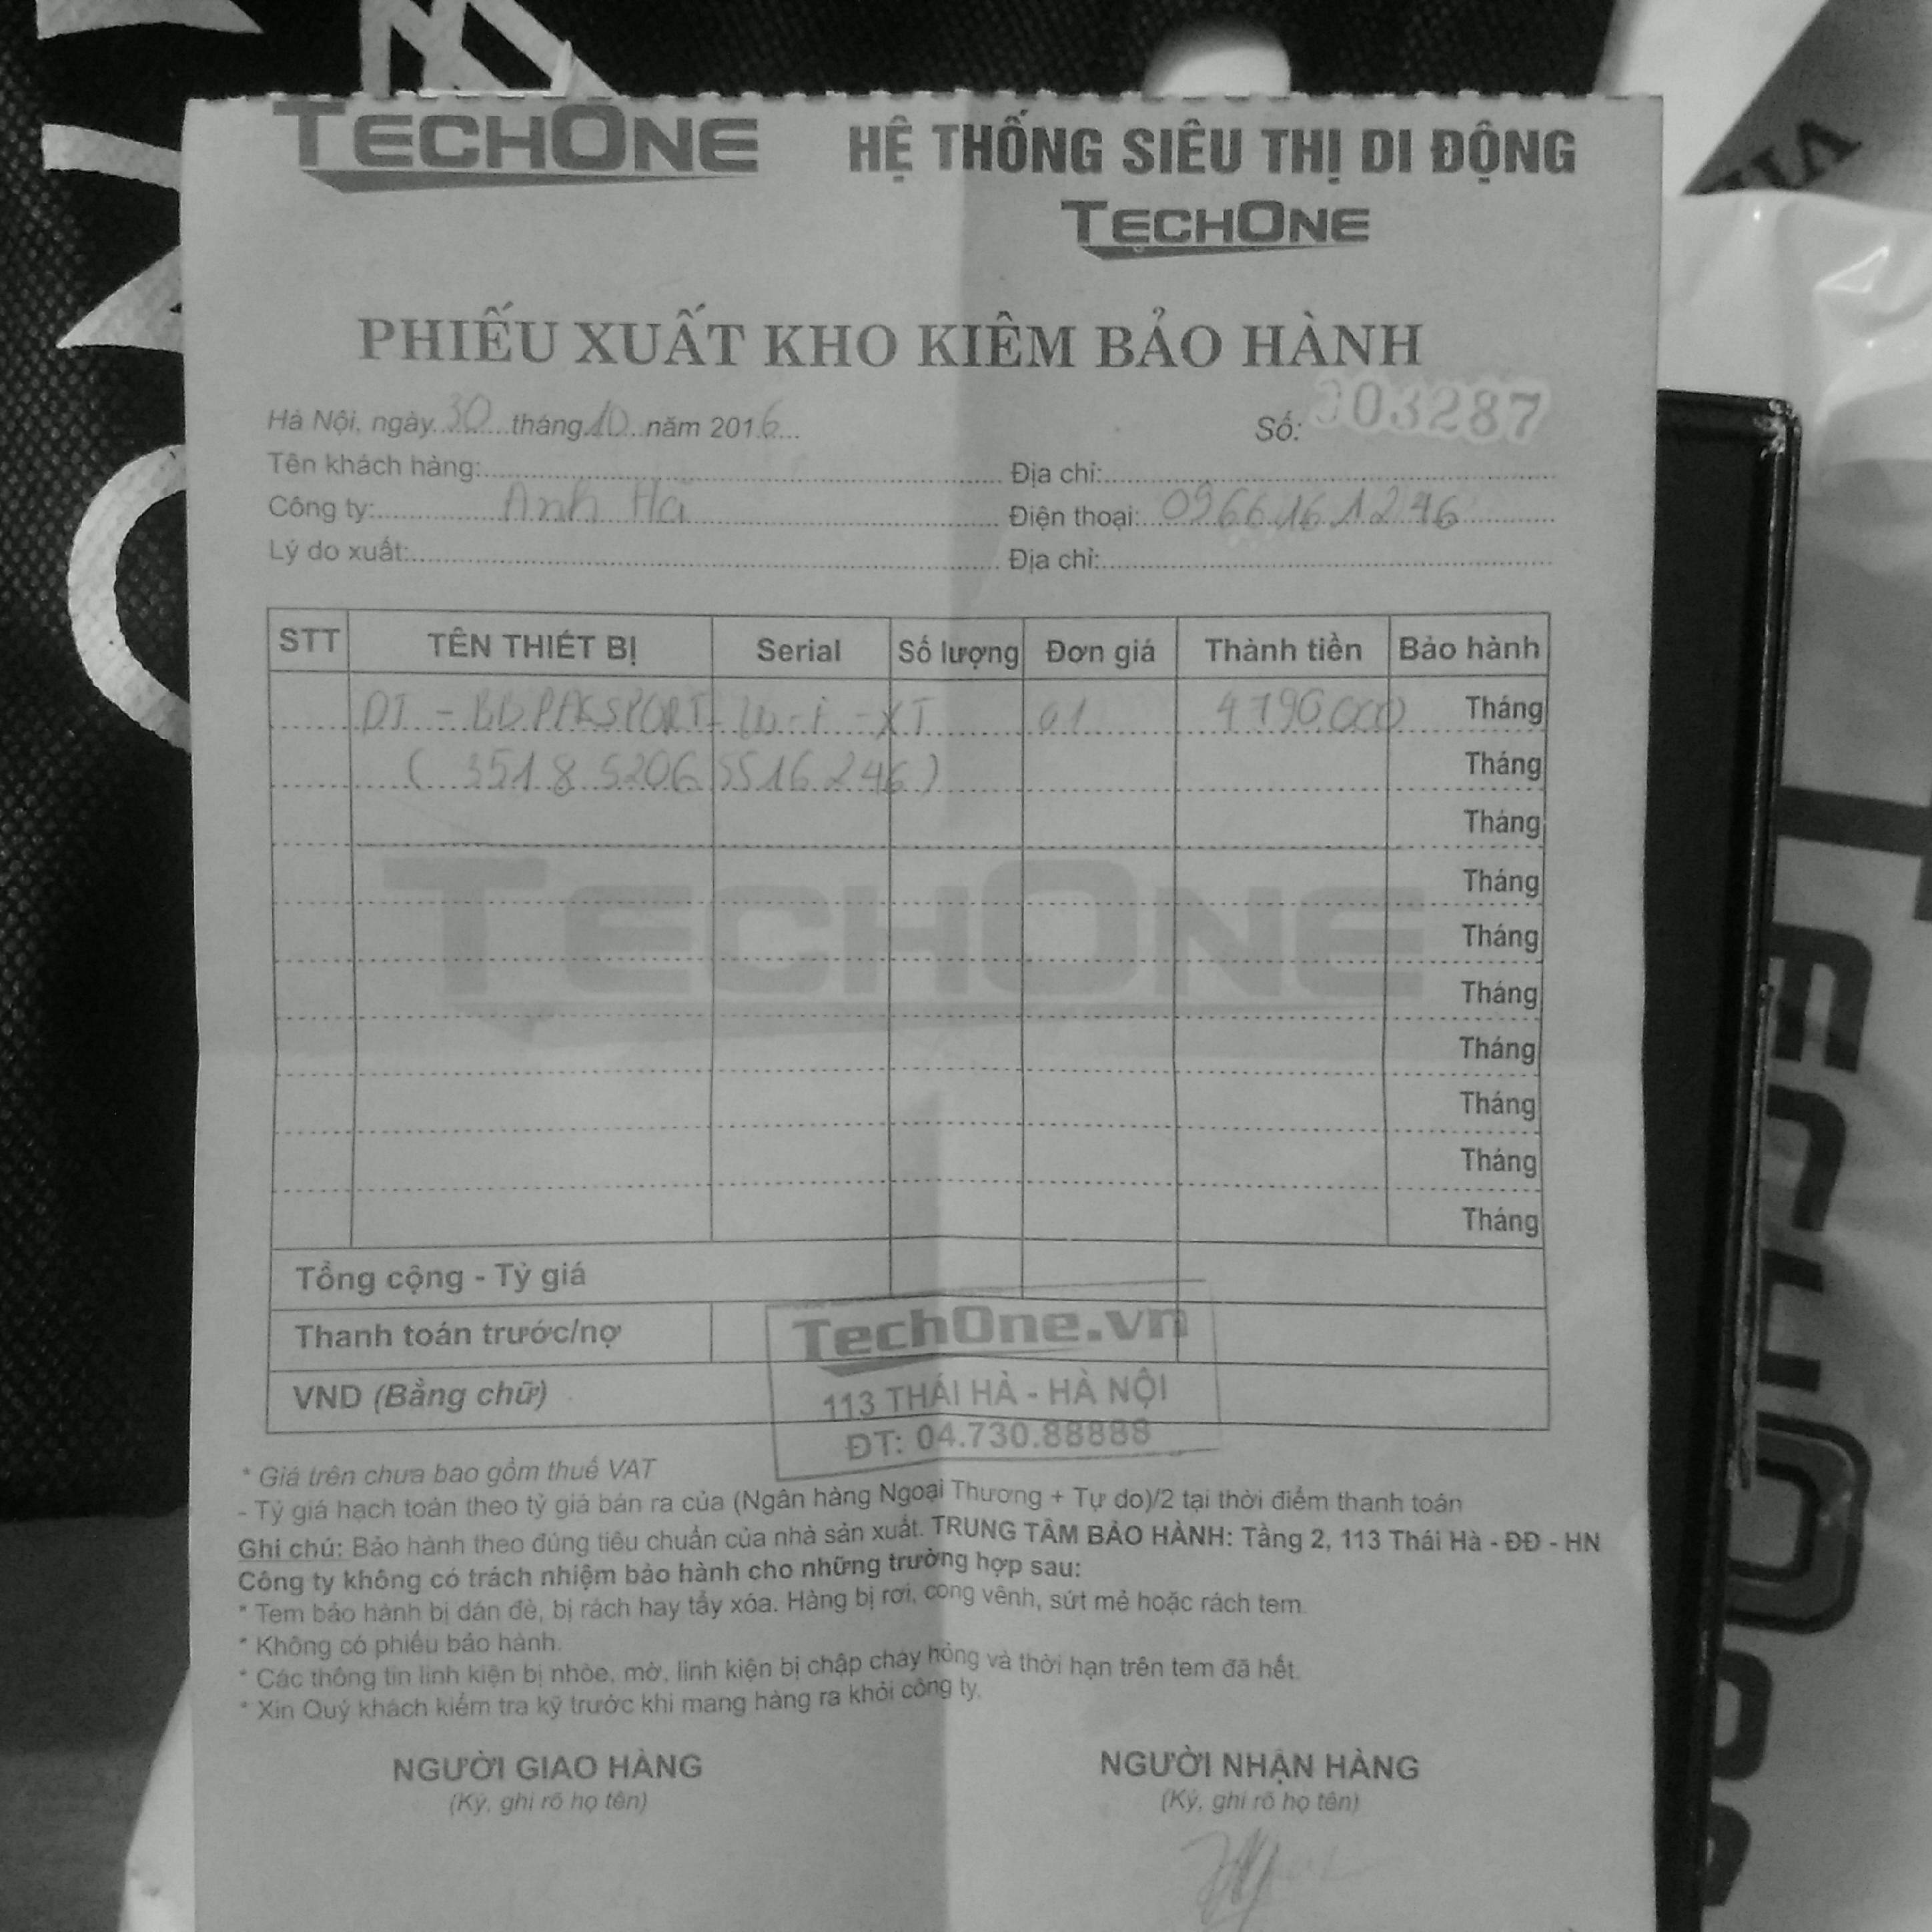 TECHONE HỆ THỐNG SIÊU THỊ DI ĐỘNG
TECHONE
PHIẾU XUẤT KHO KIÊM BẢO HÀNH
Hà Nội, ngày 30 tháng 10 năm 2016 Số: 003287
Tên khách hàng: Địa chỉ:
Công ty: Anh Hà Điện thoại: 0966161246
Lý do xuất: Địa chỉ:
STT TÊN THIẾT BỊ Serial Số lượng Đơn giá Thành tiền Bảo hành
DT - BBPASSPORT - XT 01 4790.000 Tháng
(35185206 5516246) Tháng
Tháng
Tháng
Tháng
Tháng
Tháng
Tháng
Tháng
Tháng
TECHONE
Tổng cộng - Tỷ giá
Thanh toán trước/nợ
VND (Bằng chữ)
TechOne.vn
113 THÁI HÀ - HÀ NỘI
ĐT: 04.730.88888
* Giá trên chưa bao gồm thuế VAT
- Tỷ giá hạch toán theo tỷ giá bán ra của (Ngân hàng Ngoại Thương + Tự do)/2 tại thời điểm thanh toán
Ghi chú: Bảo hành theo đúng tiêu chuẩn của nhà sản xuất. TRUNG TÂM BẢO HÀNH: Tầng 2, 113 Thái Hà - ĐĐ - HN
Công ty không có trách nhiệm bảo hành cho những trường hợp sau:
* Tem bảo hành bị dán đè, bị rách hay tẩy xóa. Hàng bị rơi, cong vênh, sứt mẻ hoặc rách tem.
* Không có phiếu bảo hành.
* Các thông tin linh kiện bị nhòe, mờ, linh kiện bị chập cháy hỏng và thời hạn trên tem đã hết.
* Xin Quý khách kiểm tra kỹ trước khi mang hàng ra khỏi công ty.
NGƯỜI GIAO HÀNG NGƯỜI NHẬN HÀNG
(Ký, ghi rõ họ tên) (Ký, ghi rõ họ tên)